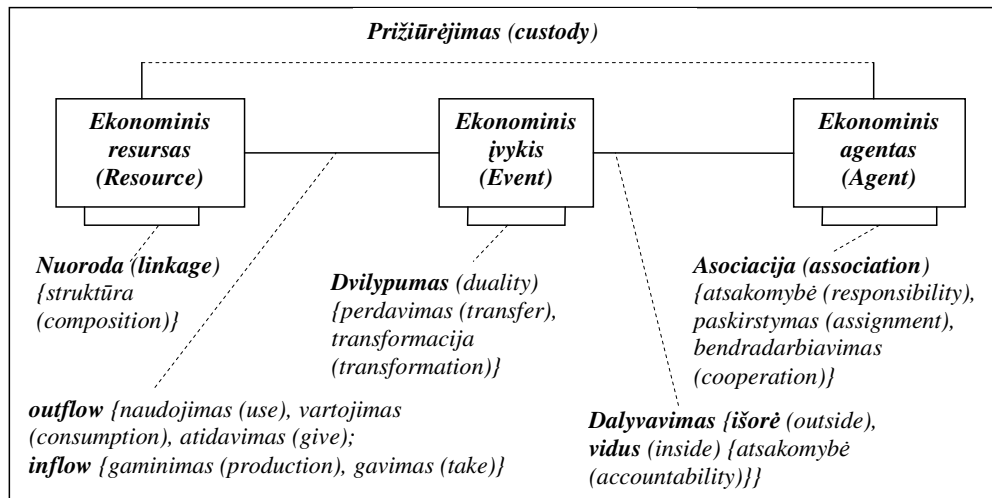 Prižiūrėjimas (custody)
Ekonominis
resursas
(Resource)
Ekonominis
įvykis
(Event)
Ekonominis
agentas
(Agent)
Nuoroda (linkage)
{struktūra
(composition)}
Dvilypumas (duality)
{perdavimas (transfer),
transformacija
(transformation)}
Asociacija (association)
{atsakomybė (responsibility),
paskirstymas (assignment),
bendradarbiavimas
(cooperation)}
outflow {naudojimas (use), vartojimas
(consumption), atidavimas (give);
inflow {gaminimas (production), gavimas (take)}
Dalyvavimas {išorė (outside),
vidus (inside) {atsakomybė
(accountability)}}